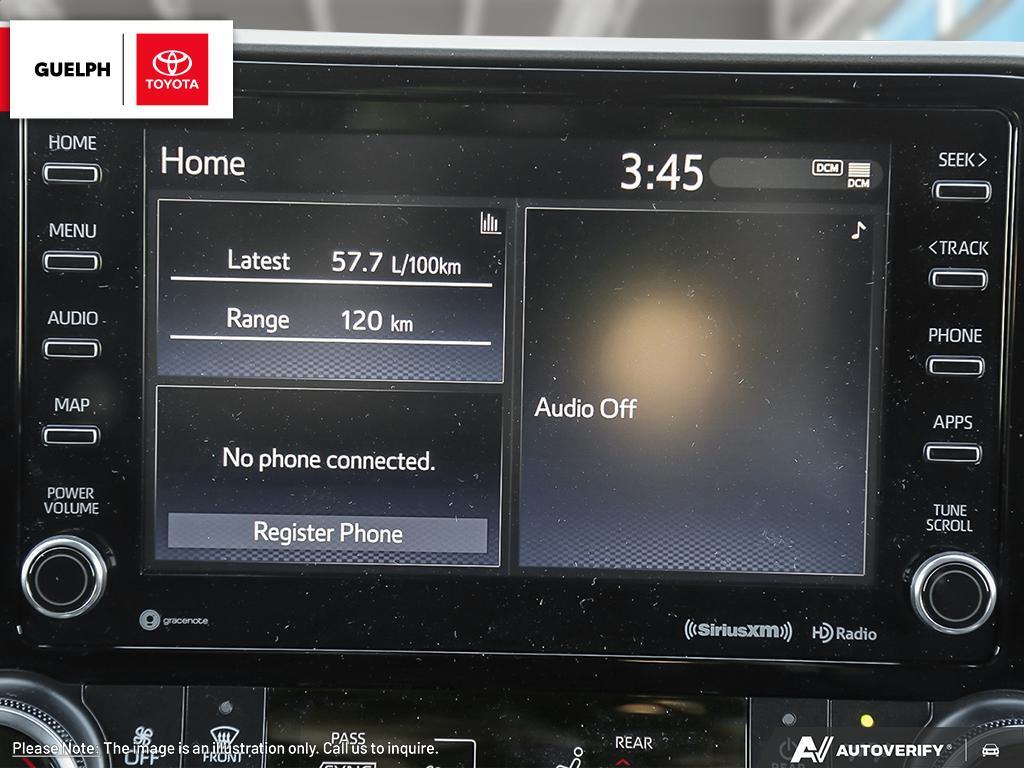 GUELPH
TOYOTA
HOME
MENU
AUDIO
MAP
POWER
VOLUME
Home
3:45
DCM
DCM
Latest 57.7 L/100km
Range 120 km
No phone connected.
Register Phone
Audio Off
SEEK>
<TRACK
PHONE
APPS
TUNE
SCROLL
gracenote
((SiriusXM))
HD Radio
OFF
FRONT
PASS
SYNC
REAR
REAR
Please Note: The image is an illustration only. Call us to inquire.
AUTOVERIFY